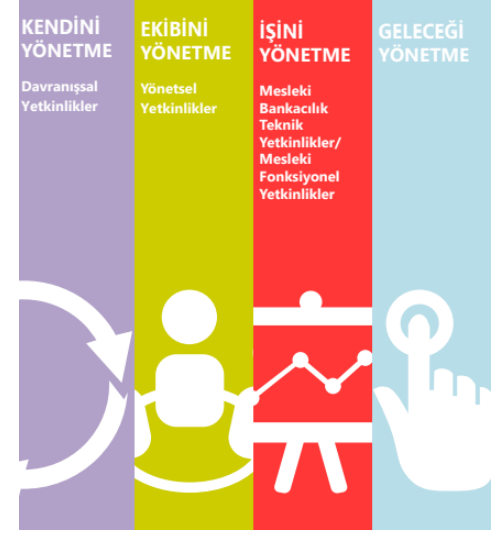 KENDİNİ
YÖNETME
Davranışsal
Yetkinlikler
EKİBİNİ
YÖNETME
Yönetsel
Yetkinlikler
İŞİNİ
YÖNETME
Mesleki
Bankacılık
Teknik
Yetkinlikler/
Mesleki
Fonksiyonel
Yetkinlikler
GELECEĞİ
YÖNETME